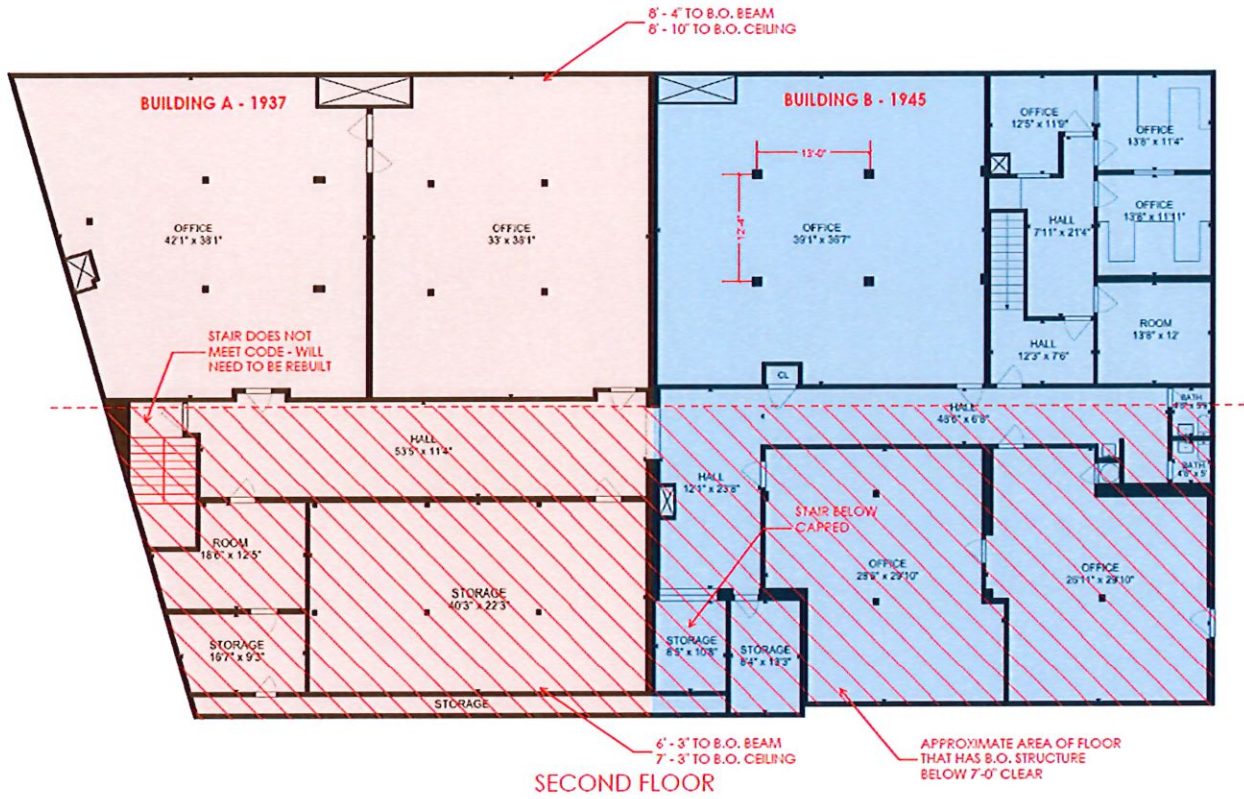 8' - 4" TO B.O. BEAM
8' - 10" TO B.O. CEILING
BUILDING A - 1937
BUILDING B - 1945
OFFICE
12'5" x 11'9"
OFFICE
13'8" x 11'4"
13'-0"
12'-4"
OFFICE
42'1" x 38'1"
OFFICE
33' x 38'1"
OFFICE
39'1" x 36'7"
HALL
7'11" x 21'4"
OFFICE
13'8" x 11'11"
STAIR DOES NOT
MEET CODE - WILL
NEED TO BE REBUILT
ROOM
13'8" x 12'
HALL
12'3" x 7'6"
CL
HALL
53'5" x 11'4"
HALL
48'6" x 6'8"
BATH
BATH
4'8" x 5'
HALL
12'1" x 23'8"
STAIR BELOW
CAPPED
ROOM
18'6" x 12'5"
STORAGE
40'3" x 22'3"
OFFICE
28'9" x 29'10"
OFFICE
26'11" x 29'10"
STORAGE
16'7" x 9'3"
STORAGE
8'5" x 10'8"
STORAGE
8'4" x 13'3"
STORAGE
6' - 3" TO B.O. BEAM
7' - 3" TO B.O. CEILING
APPROXIMATE AREA OF FLOOR
THAT HAS B.O. STRUCTURE
BELOW 7'-0" CLEAR
SECOND FLOOR